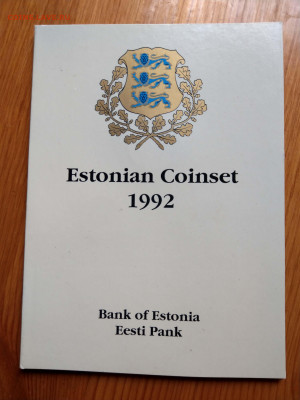 Estonian Coinset
1992
Bank of Estonia
Eesti Pank